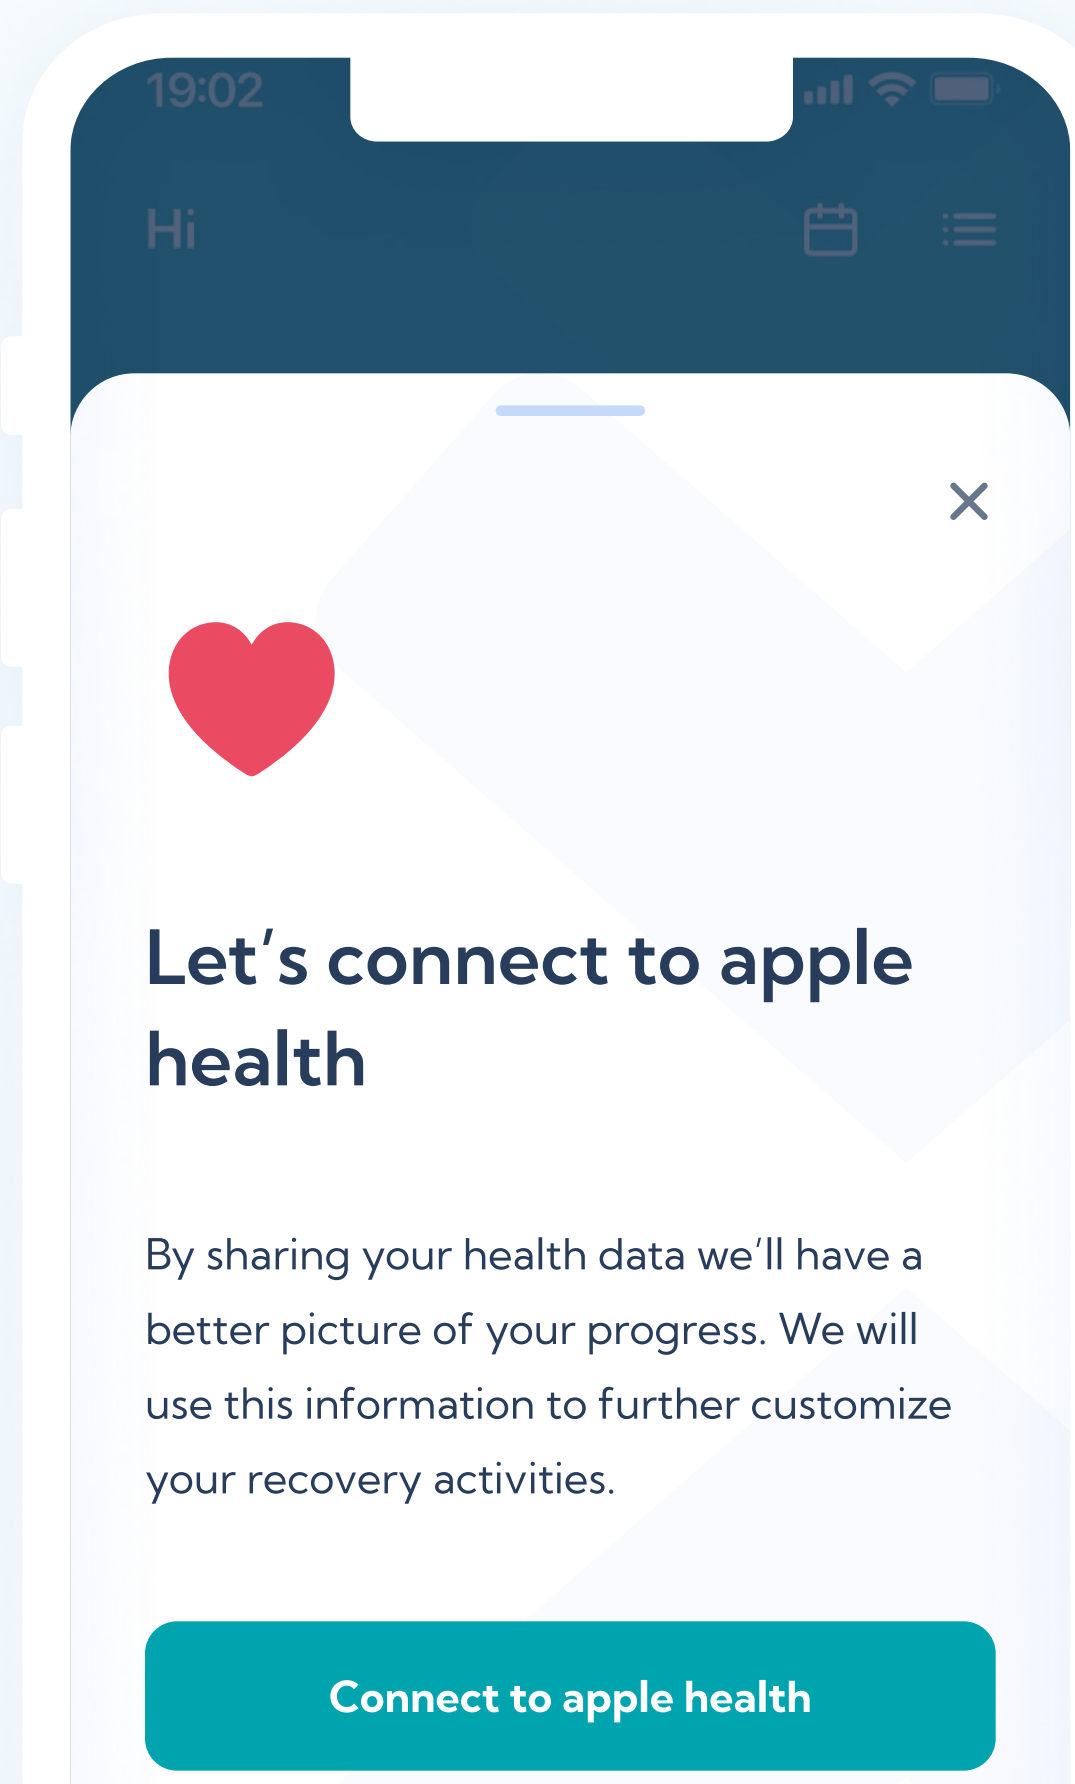 19:02
Hi
Let’s connect to apple
health
By sharing your health data we’ll have a
better picture of your progress. We will
use this information to further customize
your recovery activities.
Connect to apple health